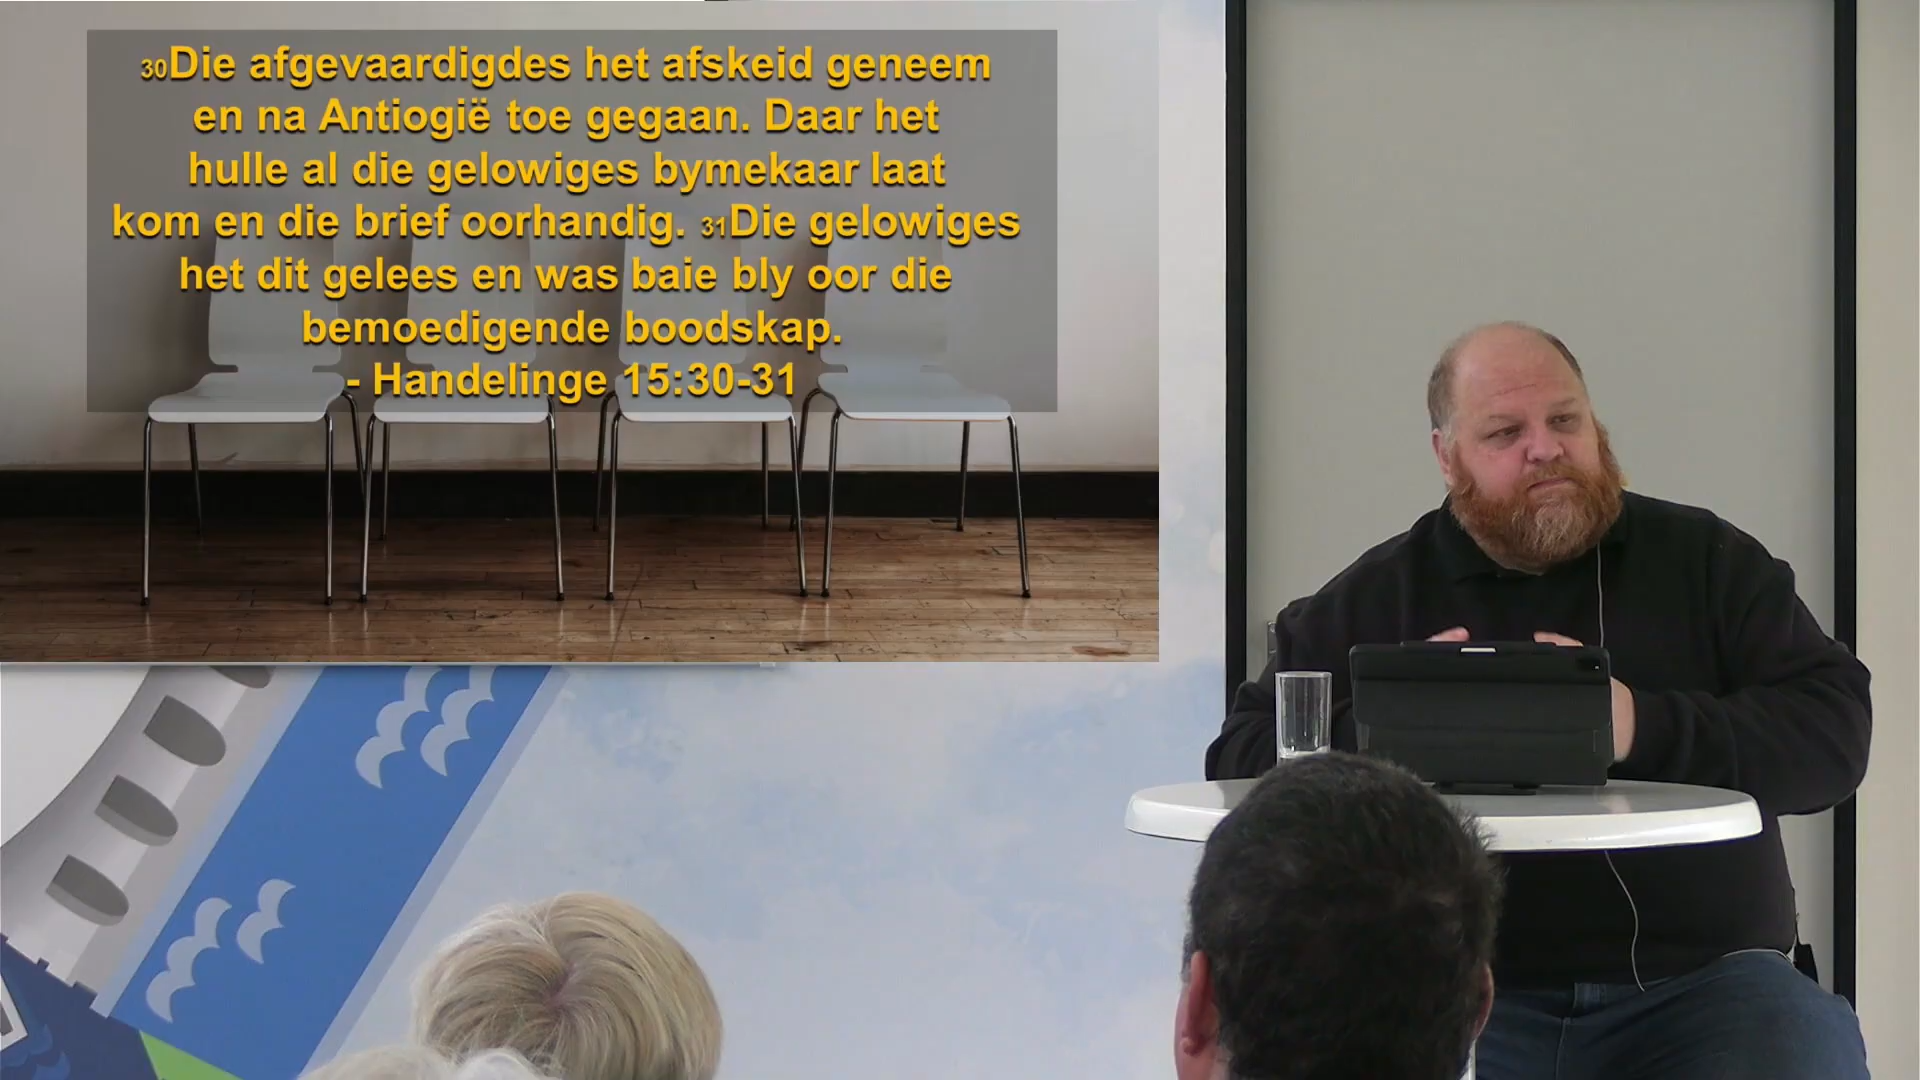 30Die afgevaardigdes het afskeid geneem
en na Antiogië toe gegaan. Daar het
hulle al die gelowiges bymekaar laat
kom en die brief oorhandig. 31Die gelowiges
het dit gelees en was baie bly oor die
bemoedigende boodskap.
- Handelinge 15:30-31